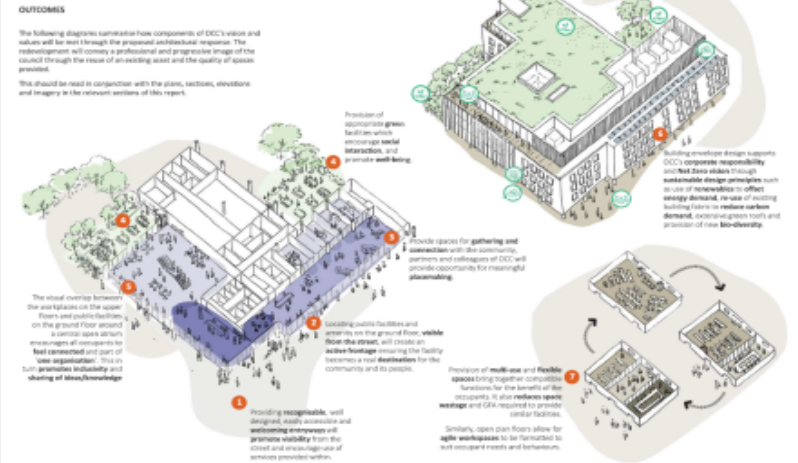 OUTCOMES
The following diagrams summarise how components of OCC's vision and
values will be met through the proposed architectural response. The
redevelopment will convey a professional and progressive image of the
council through the reuse of an existing asset and the quality of spaces
provided.
This should be read in conjunction with the plans, sections, elevations
and imagery in the relevant sections of this report.
Provision of
appropriate green
facilities which
encourage social
interaction, and
promote well-being.
4
4
6
Building envelope design supports
OCC's corporate responsibility
and Net Zero vision through
sustainable design principles such
as use of renewables to offset
energy demand, re-use of existing
building fabric to reduce carbon
demand, extensive green roofs and
provision of new bio-diversity.
3
Provide spaces for gathering and
connection with the community,
partners and colleagues of OCC will
provide opportunity for meaningful
placemaking.
5
The visual overlap between
the workplaces on the upper
floors and public facilities
on the ground floor around
a central open atrium
encourages all occupants to
feel connected and part of
'one organisation'. This in
turn promotes inclusivity and
sharing of ideas/knowledge
2
Locating public facilities and
amenity on the ground floor, visible
from the street, will create an
active frontage ensuring the facility
becomes a real destination for the
community and its people.
1
Providing recognisable, well
designed, easily accessible and
welcoming entryways will
promote visibility from the
street and encourage use of
services provided within.
7
Provision of multi-use and flexible
spaces bring together compatible
functions for the benefit of the
occupants. It also reduces space
wastage and GFA required to provide
similar facilities.
Similarly, open plan floors allow for
agile workspaces to be formatted to
suit occupant needs and behaviours.